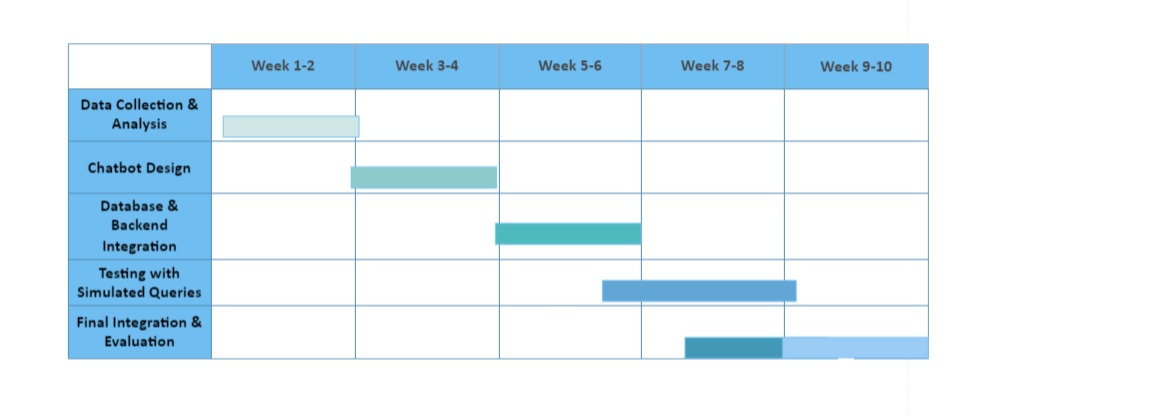 Week 1-2
Week 3-4
Week 5-6
Week 7-8
Week 9-10
Data Collection &
Analysis
Chatbot Design
Database &
Backend
Integration
Testing with
Simulated Queries
Final Integration &
Evaluation